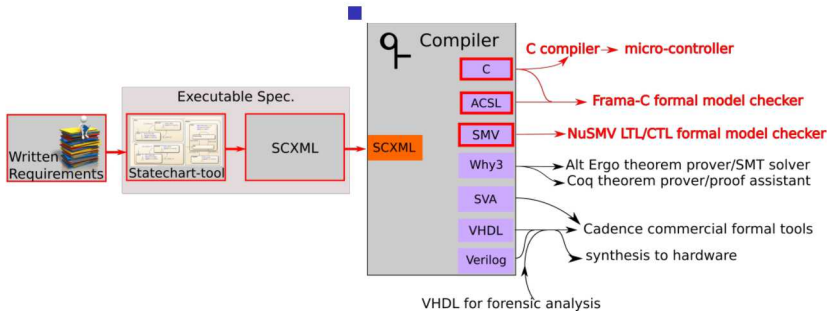 Compiler
C compiler
micro-controller
C
Executable Spec.
ACSL
Frama-C formal model checker
SMV
NuSMV LTL/CTL formal model checker
Written
Requirements
Statechart-tool
SCXML
SCXML
Why3
Alt Ergo theorem prover/SMT solver
Coq theorem prover/proof assistant
SVA
VHDL
Cadence commercial formal tools
Verilog
synthesis to hardware
VHDL for forensic analysis